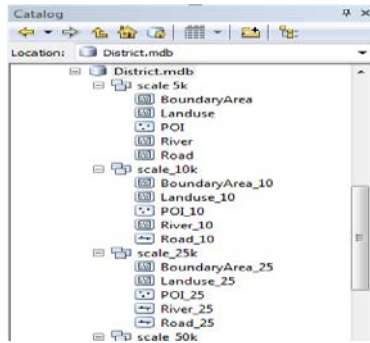 Catalog
Location: District.mdb
District.mdb
scale 5k
BoundaryArea
Landuse
POI
River
Road
scale_10k
BoundaryArea_10
Landuse_10
POI_10
River_10
Road_10
scale_25k
BoundaryArea_25
Landuse_25
POI_25
River_25
Road_25
scale 50k